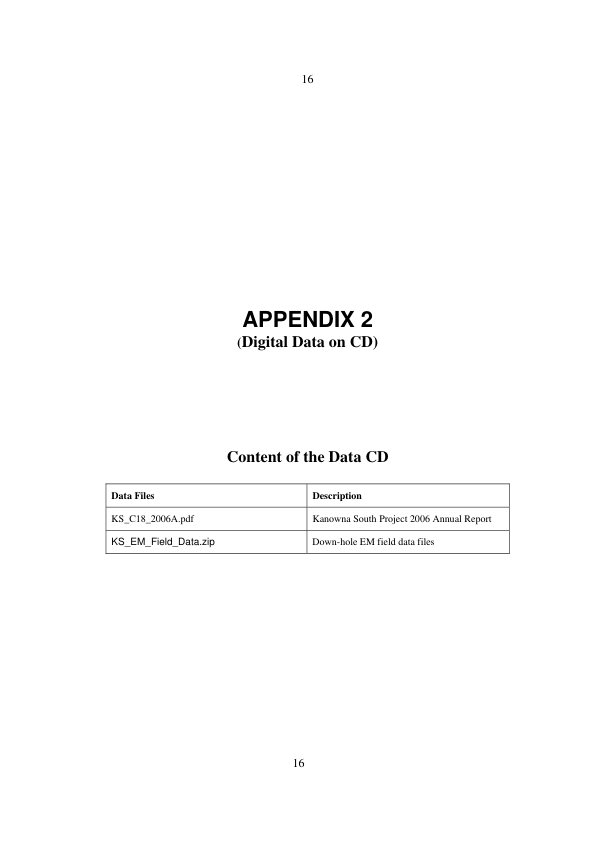 16
APPENDIX 2
(Digital Data on CD)
Content of the Data CD
Data Files Description
KS_C18_2006A.pdf Kanowna South Project 2006 Annual Report
KS_EM_Field_Data.zip Down-hole EM field data files
16